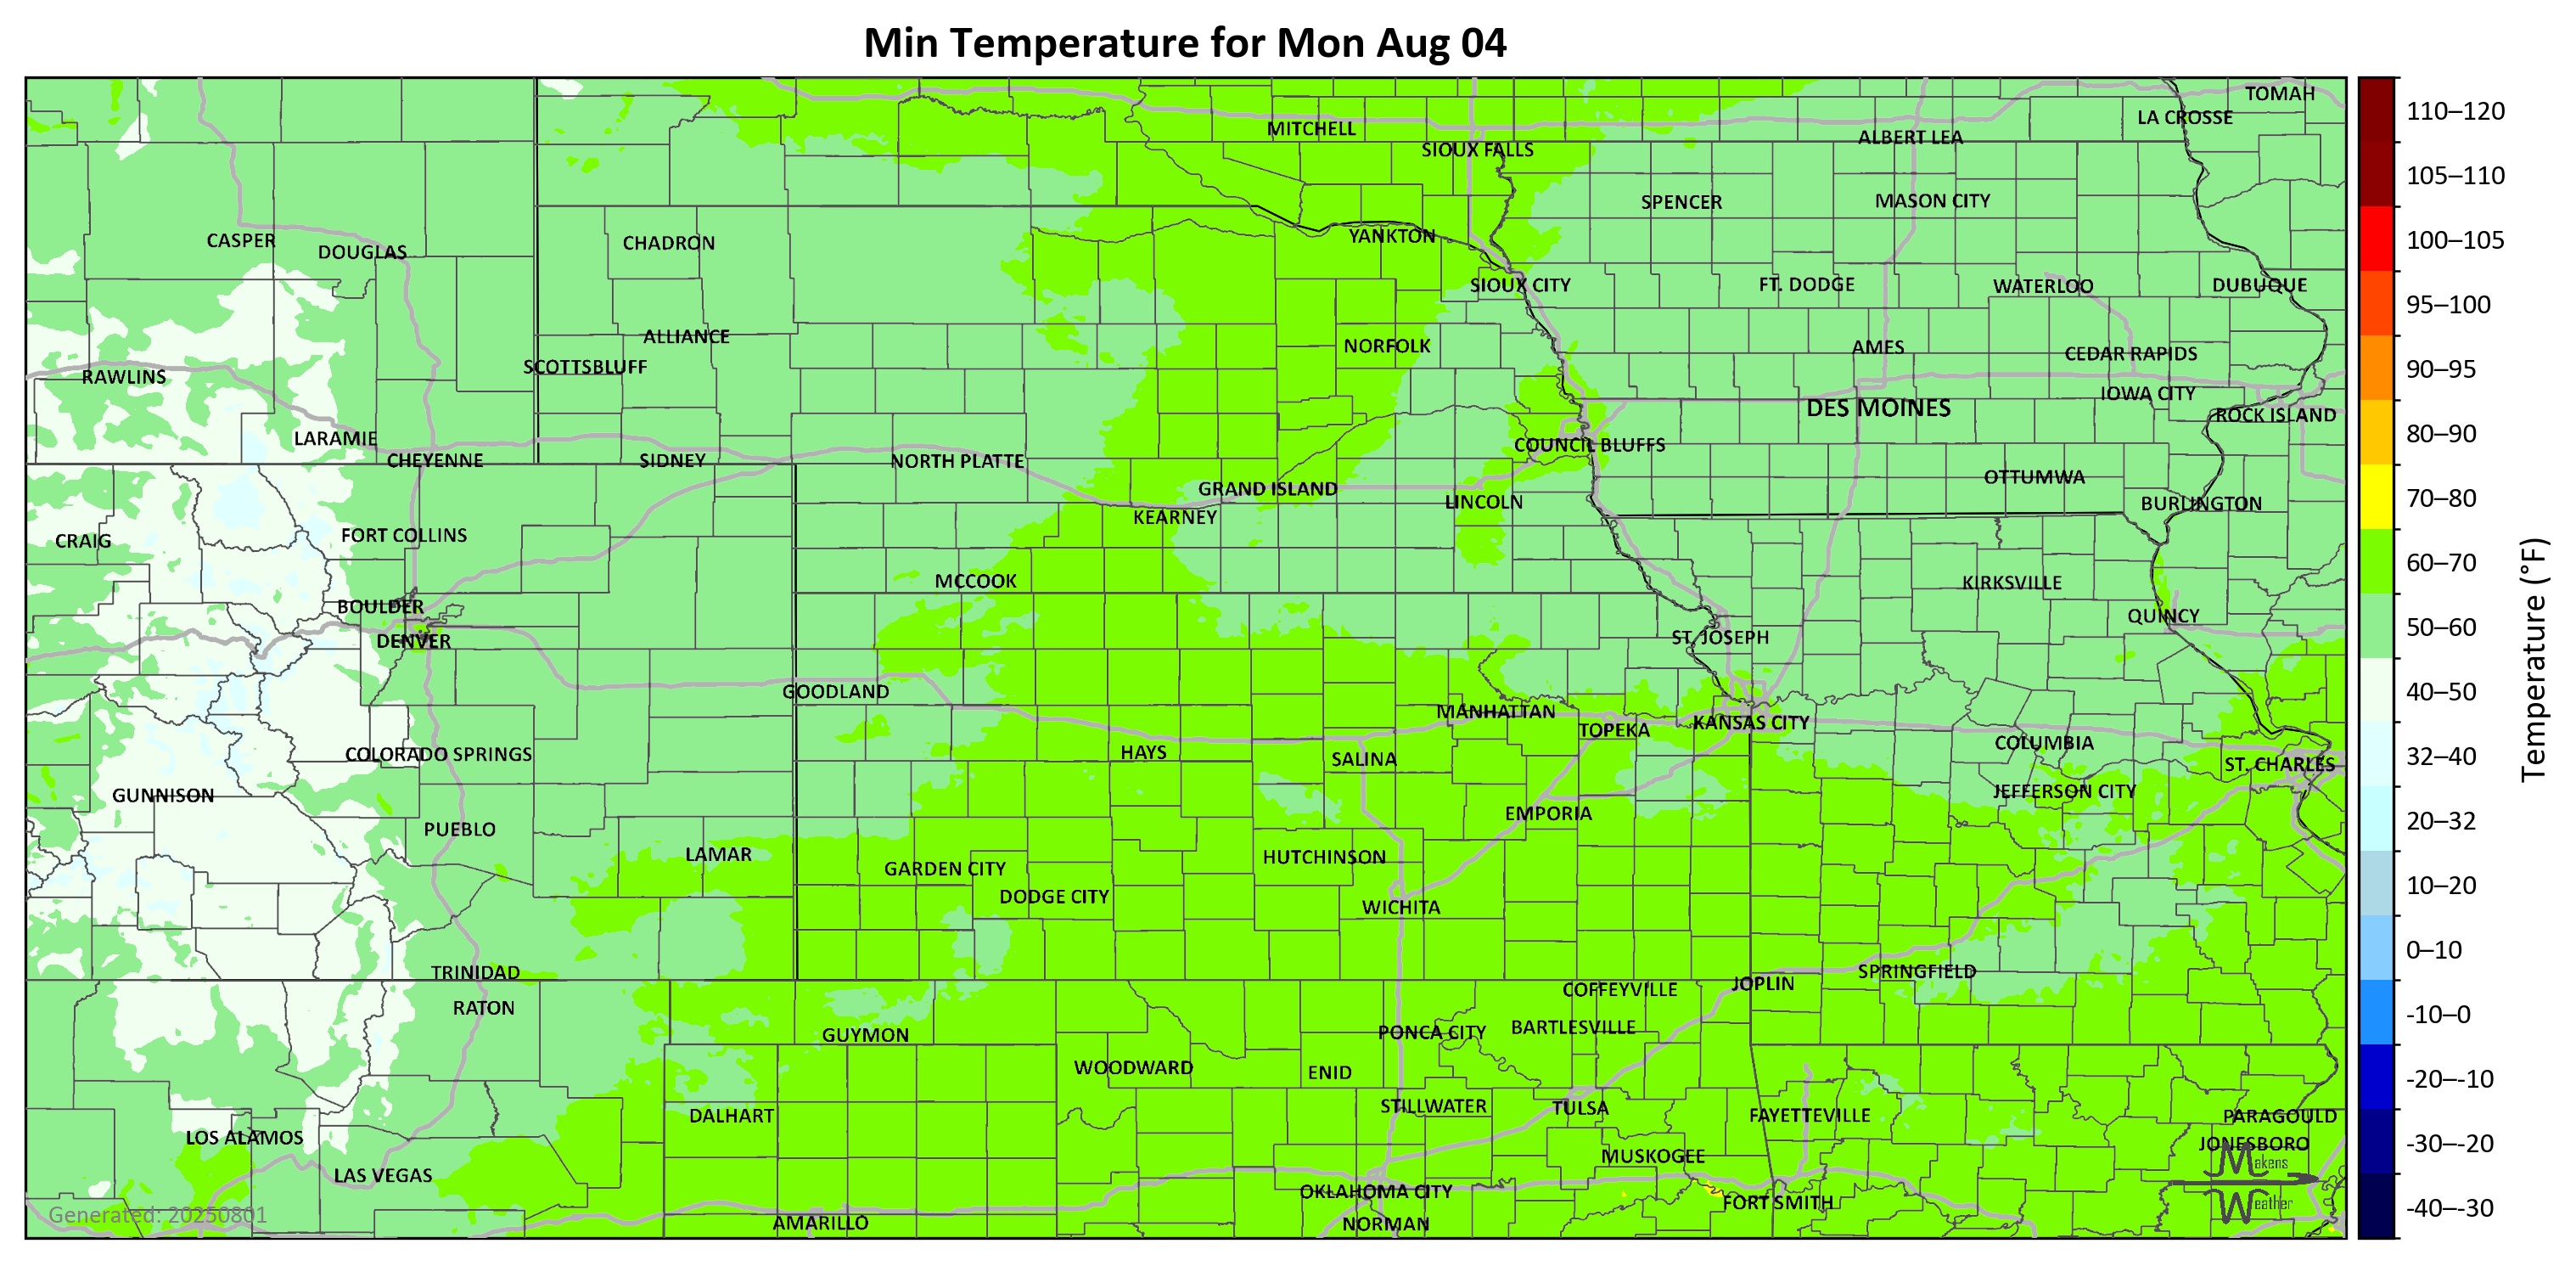 Min Temperature for Mon Aug 04
TOMAH
LA CROSSE
MITCHELL
ALBERT LEA
SIOUX FALLS
SPENCER
MASON CITY
CASPER
DOUGLAS
CHADRON
YANKTON
SIOUX CITY
FT. DODGE
WATERLOO
DUBUQUE
ALLIANCE
NORFOLK
AMES
CEDAR RAPIDS
SCOTTSBLUFF
RAWLINS
IOWA CITY
DES MOINES
ROCK ISLAND
LARAMIE
COUNCIL BLUFFS
CHEYENNE
SIDNEY
NORTH PLATTE
OTTUMWA
GRAND ISLAND
LINCOLN
BURLINGTON
KEARNEY
FORT COLLINS
CRAIG
MCCOOK
KIRKSVILLE
BOULDER
QUINCY
DENVER
ST. JOSEPH
GOODLAND
MANHATTAN
KANSAS CITY
TOPEKA
COLUMBIA
COLORADO SPRINGS
HAYS
SALINA
ST. CHARLES
GUNNISON
JEFFERSON CITY
EMPORIA
PUEBLO
LAMAR
HUTCHINSON
GARDEN CITY
DODGE CITY
WICHITA
TRINIDAD
SPRINGFIELD
JOPLIN
COFFEYVILLE
RATON
BARTLESVILLE
GUYMON
PONCA CITY
WOODWARD
ENID
STILLWATER
TULSA
DALHART
FAYETTEVILLE
PARAGOULD
LOS ALAMOS
JONESBORO
MUSKOGEE
LAS VEGAS
OKLAHOMA CITY
FORT SMITH
AMARILLO
NORMAN
Generated: 20250801
Makens
Weather
110–120
105–110
100–105
95–100
90–95
80–90
70–80
60–70
50–60
40–50
32–40
20–32
10–20
0–10
-10–0
-20–-10
-30–-20
-40–-30
Temperature (°F)